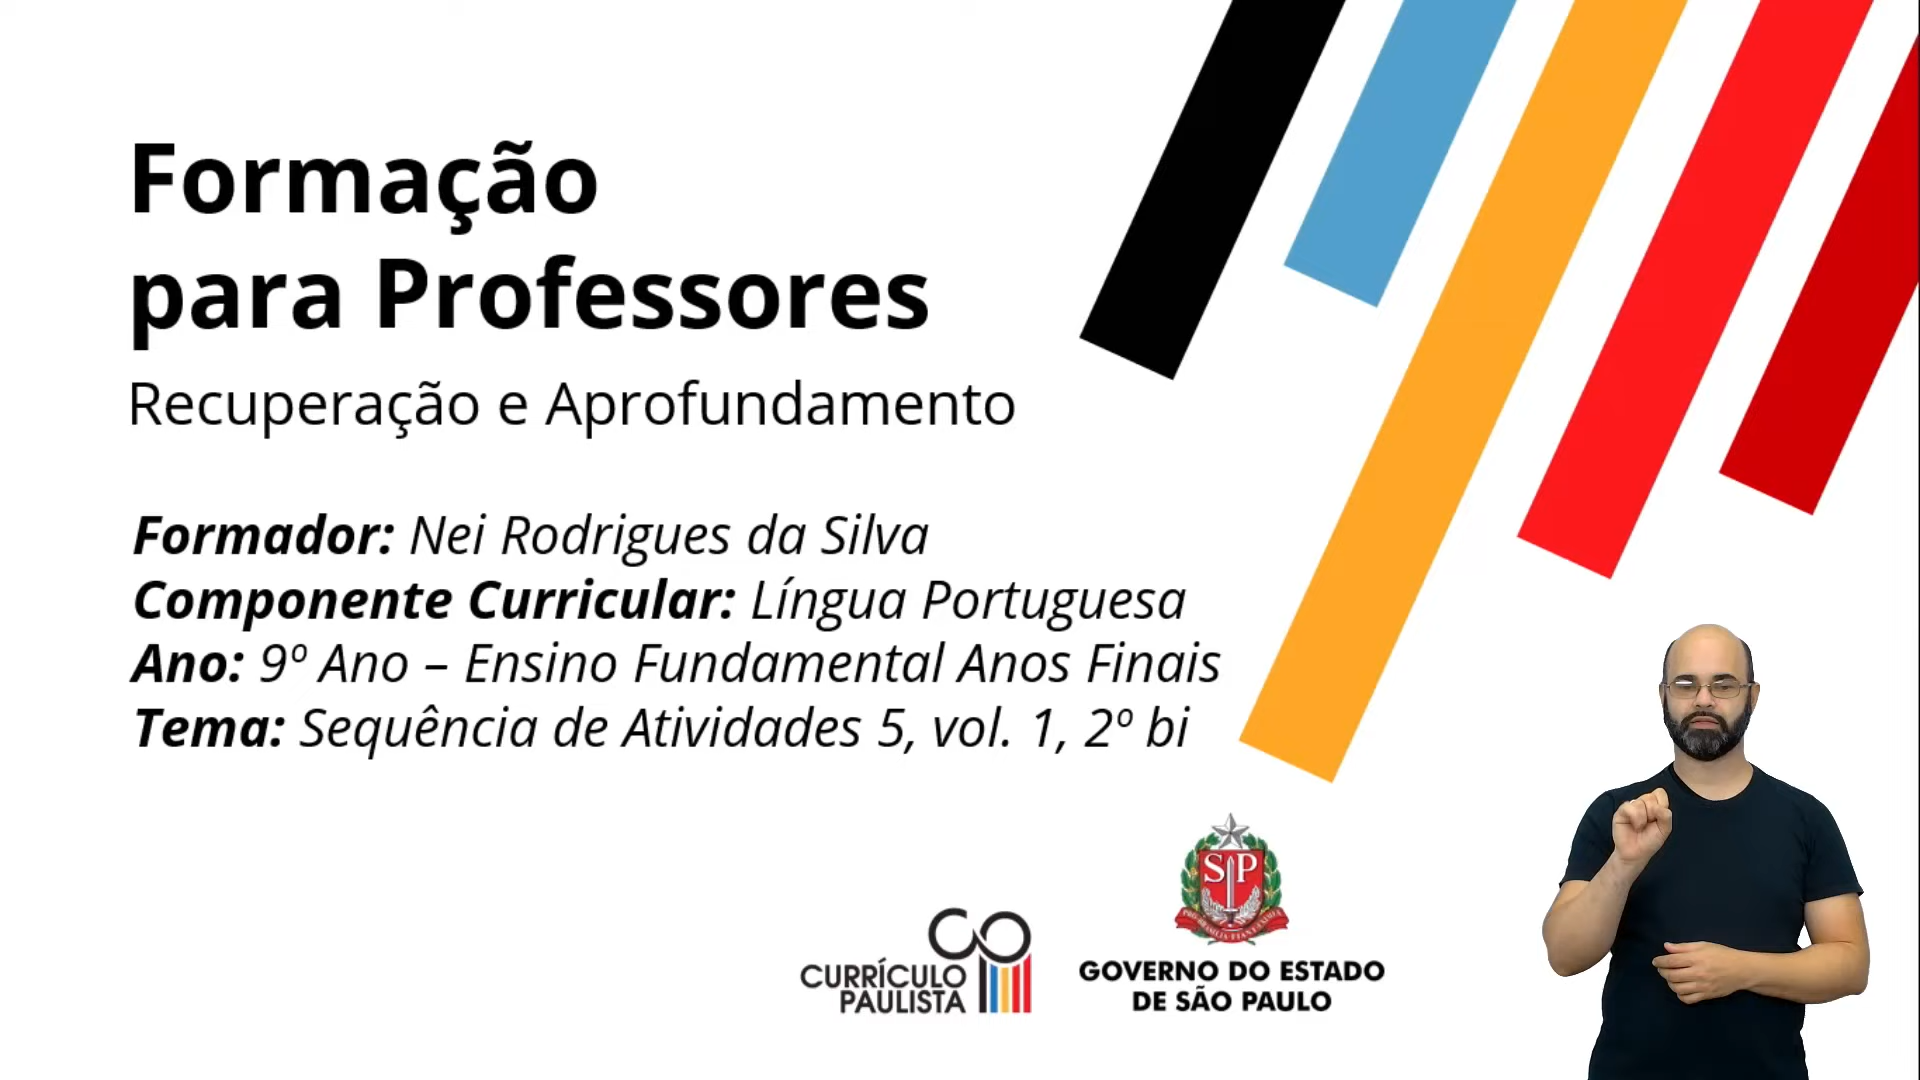 Formação
para Professores
Recuperação e Aprofundamento
Formador: Nei Rodrigues da Silva
Componente Curricular: Língua Portuguesa
Ano: 9º Ano – Ensino Fundamental Anos Finais
Tema: Sequência de Atividades 5, vol. 1, 2º bi
CURRÍCULO
PAULISTA
SP
GOVERNO DO ESTADO
DE SÃO PAULO